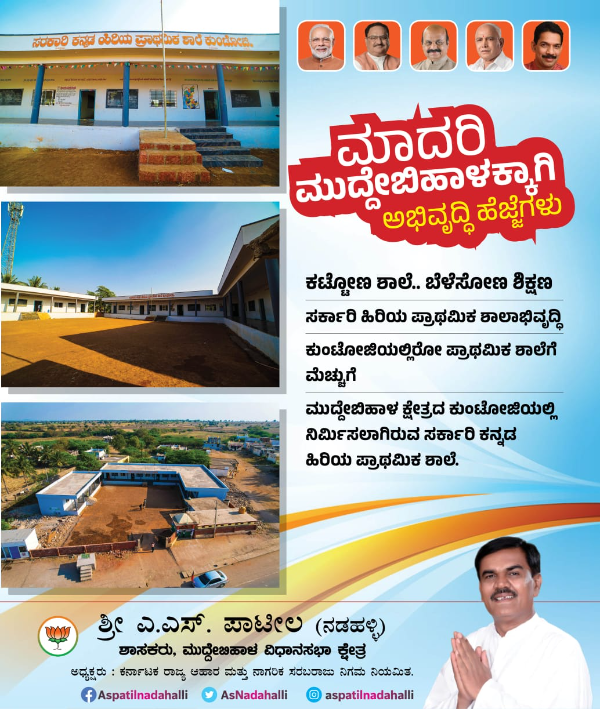 ಸರಕಾರಿ ಕನ್ನಡ ಹಿರಿಯ ಪ್ರಾಥಮಿಕ ಶಾಲೆ ಕುಂಟೋಜಿ
ಮಾದರಿ
ಮುದ್ದೇಬಿಹಾಳಕ್ಕಾಗಿ
ಅಭಿವೃದ್ಧಿ ಹೆಜ್ಜೆಗಳು
ಕಟ್ಟೋಣ ಶಾಲೆ.. ಬೆಳೆಸೋಣ ಶಿಕ್ಷಣ
ಸರ್ಕಾರಿ ಹಿರಿಯ ಪ್ರಾಥಮಿಕ ಶಾಲಾಭಿವೃದ್ಧಿ
ಕುಂಟೋಜಿಯಲ್ಲಿರೋ ಪ್ರಾಥಮಿಕ ಶಾಲೆಗೆ
ಮೆಚ್ಚುಗೆ
ಮುದ್ದೇಬಿಹಾಳ ಕ್ಷೇತ್ರದ ಕುಂಟೋಜಿಯಲ್ಲಿ
ನಿರ್ಮಿಸಲಾಗಿರುವ ಸರ್ಕಾರಿ ಕನ್ನಡ
ಹಿರಿಯ ಪ್ರಾಥಮಿಕ ಶಾಲೆ.
ಶ್ರೀ ಎ.ಎಸ್. ಪಾಟೀಲ (ನಡಹಳ್ಳಿ)
ಶಾಸಕರು, ಮುದ್ದೇಬಿಹಾಳ ವಿಧಾನಸಭಾ ಕ್ಷೇತ್ರ
ಅಧ್ಯಕ್ಷರು : ಕರ್ನಾಟಕ ರಾಜ್ಯ ಆಹಾರ ಮತ್ತು ನಾಗರಿಕ ಸರಬರಾಜು ನಿಗಮ ನಿಯಮಿತ.
Aspatilnadahalli AsNadahalli aspatilnadahalli